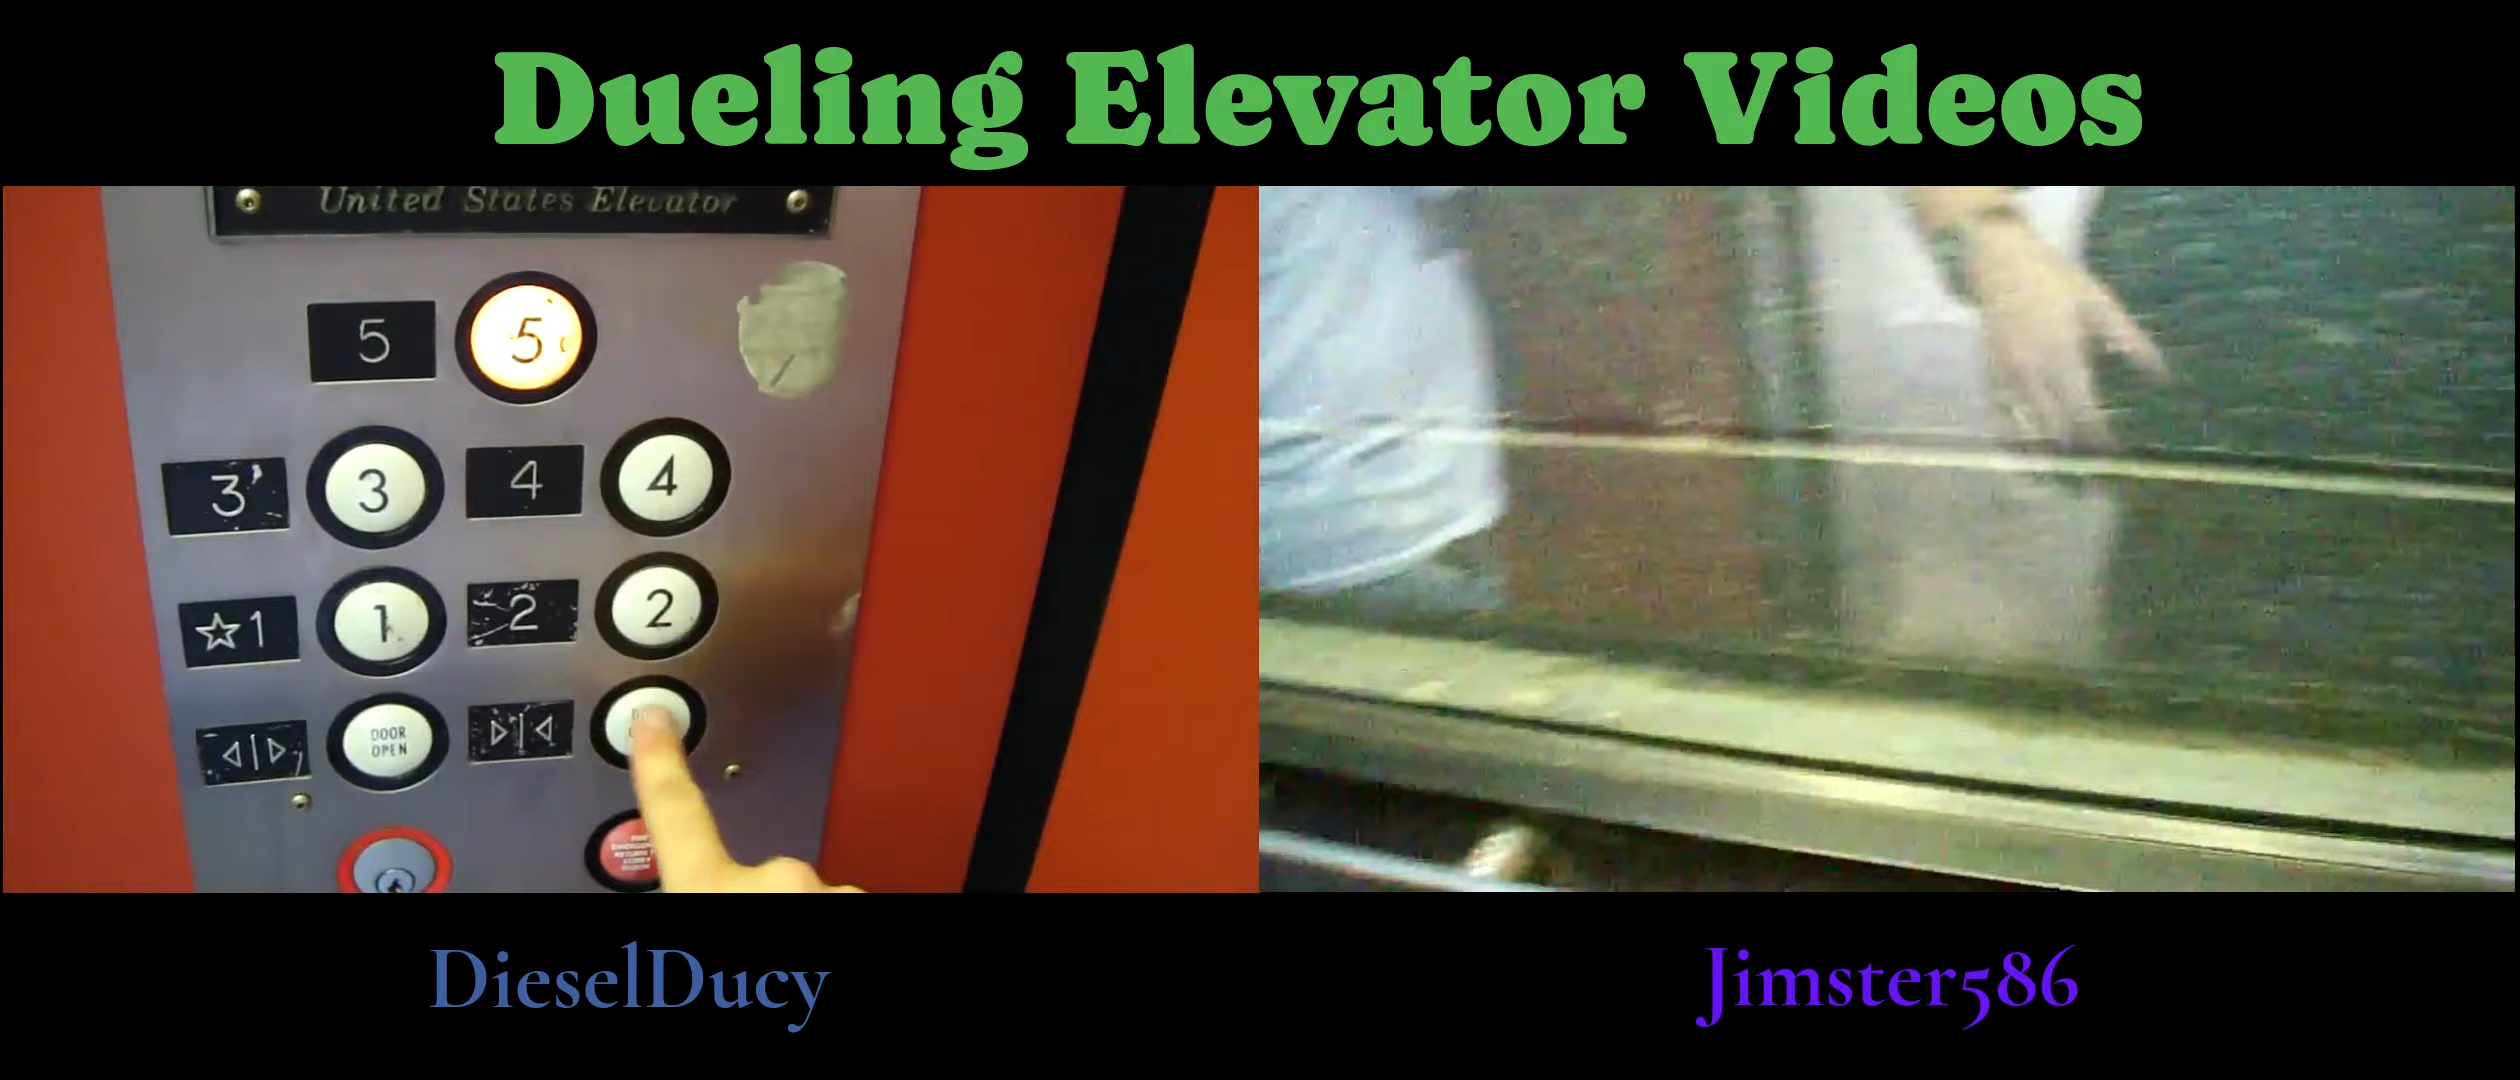 Dueling Elevator Videos
United States Elevator
5 5
3 3 4 4
☆1 1 2 2
DOOR
OPEN
DieselDucy
Jimster586